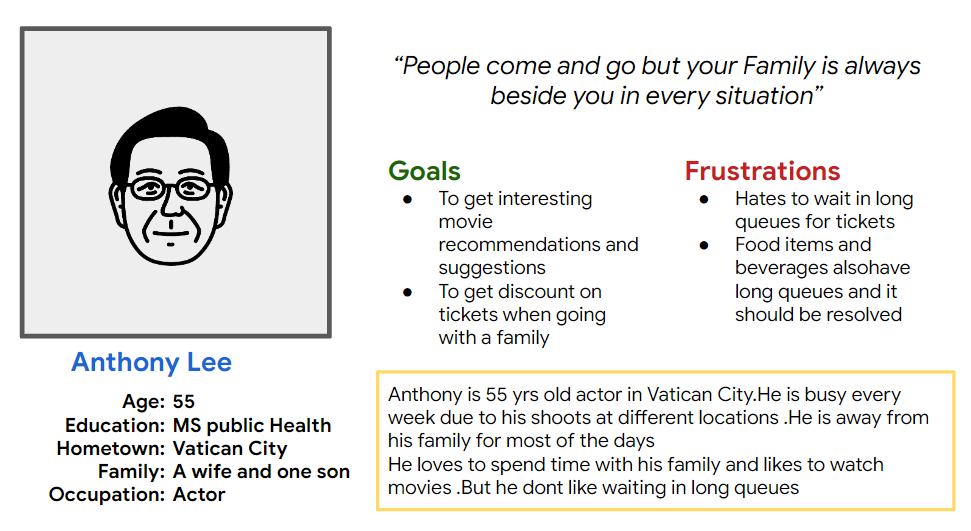 “People come and go but your Family is always
beside you in every situation”
Goals
● To get interesting
movie
recommendations and
suggestions
● To get discount on
tickets when going
with a family
Frustrations
● Hates to wait in long
queues for tickets
● Food items and
beverages alsohave
long queues and it
should be resolved
Anthony Lee
Age: 55
Education: MS public Health
Hometown: Vatican City
Family: A wife and one son
Occupation: Actor
Anthony is 55 yrs old actor in Vatican City.He is busy every
week due to his shoots at different locations .He is away from
his family for most of the days
He loves to spend time with his family and likes to watch
movies .But he dont like waiting in long queues